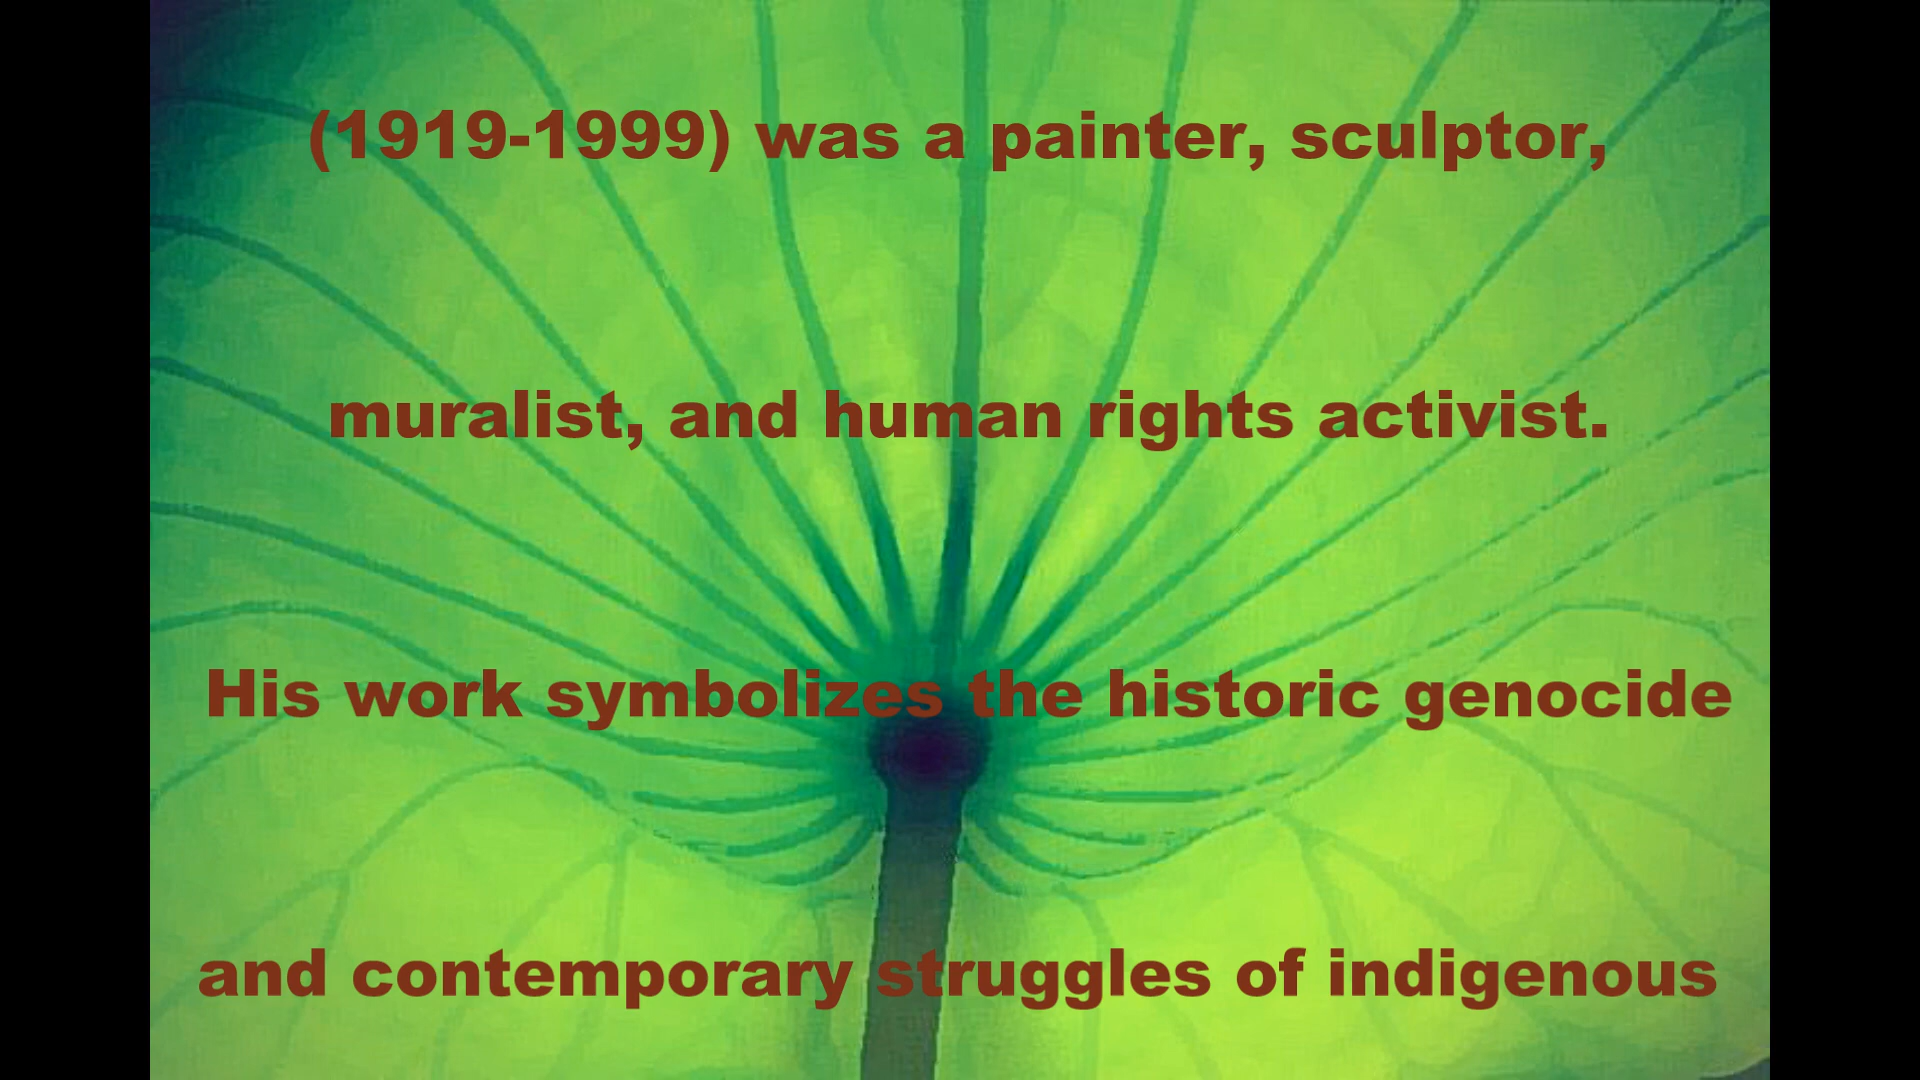 (1919-1999) was a painter, sculptor,
muralist, and human rights activist.
His work symbolizes the historic genocide
and contemporary struggles of indigenous